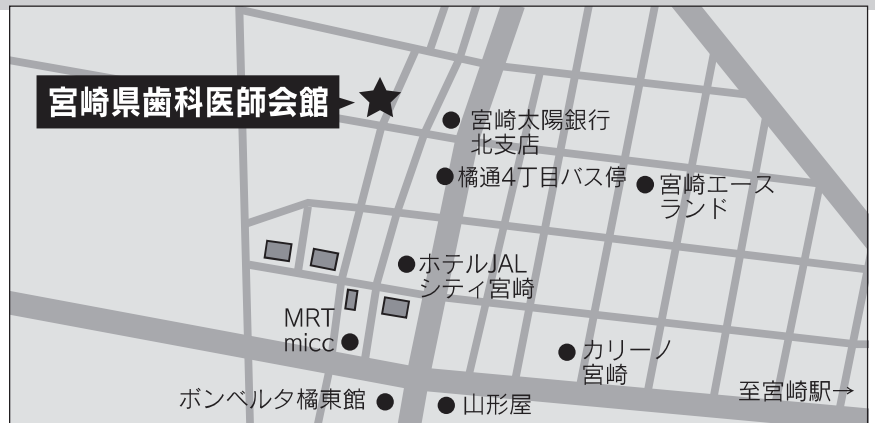 宮崎県歯科医師会館
宮崎太陽銀行
北支店
橘通4丁目バス停
宮崎エース
ランド
ホテルJAL
シティ宮崎
MRT
micc
カリーノ
宮崎
至宮崎駅→
ボンベルタ橘東館
山形屋